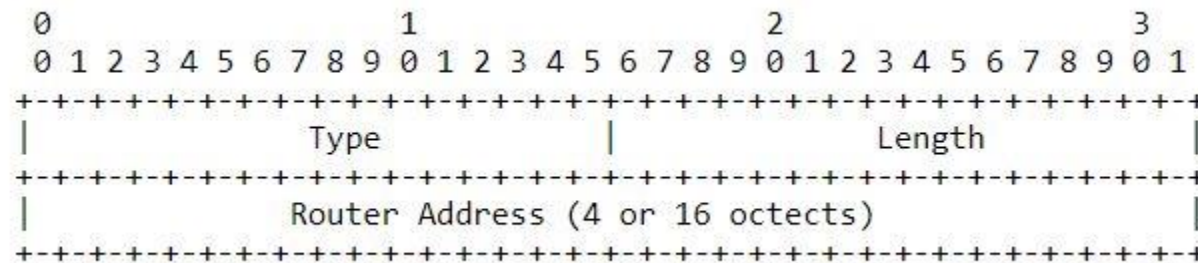 0                   1                   2                   3
 0 1 2 3 4 5 6 7 8 9 0 1 2 3 4 5 6 7 8 9 0 1 2 3 4 5 6 7 8 9 0 1
+-+-+-+-+-+-+-+-+-+-+-+-+-+-+-+-+-+-+-+-+-+-+-+-+-+-+-+-+-+-+-+-+
|               Type            |              Length           |
+-+-+-+-+-+-+-+-+-+-+-+-+-+-+-+-+-+-+-+-+-+-+-+-+-+-+-+-+-+-+-+-+
|              Router Address (4 or 16 octects)                 |
+-+-+-+-+-+-+-+-+-+-+-+-+-+-+-+-+-+-+-+-+-+-+-+-+-+-+-+-+-+-+-+-+